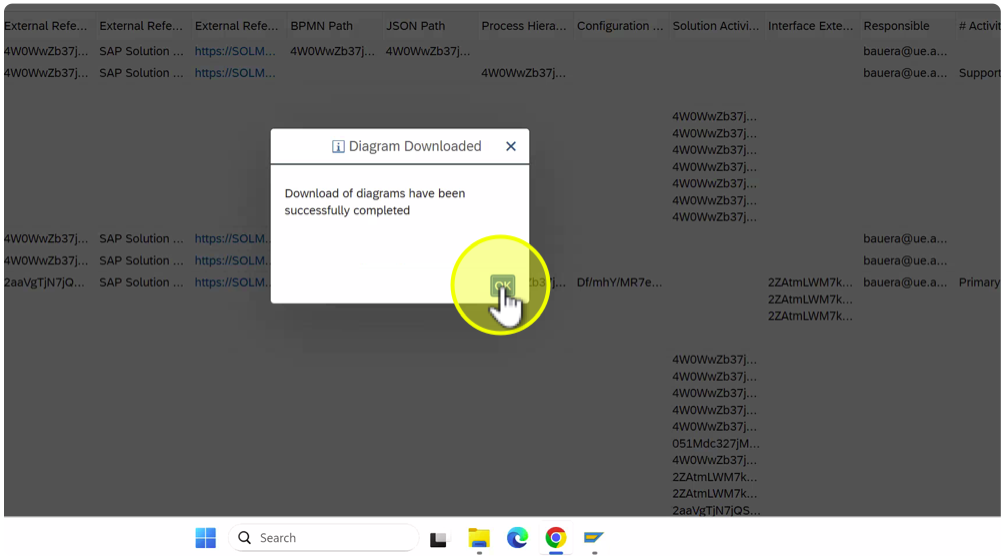 External Refe... External Refe... External Refe... BPMN Path JSON Path Process Hiera... Configuration ... Solution Activi... Interface Exte... Responsible # Activit
4W0WwZb37j... SAP Solution ... https://SOLM... 4W0WwZb37j... 4W0WwZb37j... bauera@ue.a...
4W0WwZb37j... SAP Solution ... https://SOLM... 4W0WwZb37j... bauera@ue.a... Support
4W0WwZb37j...
4W0WwZb37j...
4W0WwZb37j...
4W0WwZb37j...
4W0WwZb37j...
4W0WwZb37j...
4W0WwZb37j...
Diagram Downloaded
Download of diagrams have been
successfully completed
OK
4W0WwZb37j... SAP Solution ... https://SOLM... bauera@ue.a...
4W0WwZb37j... SAP Solution ... https://SOLM... bauera@ue.a...
2aaVgTjN7jQ... SAP Solution ... https://SOLM... Df/mhY/MR7e... 2ZAtmLWM7k... bauera@ue.a... Primary
2ZAtmLWM7k...
2ZAtmLWM7k...
4W0WwZb37j...
4W0WwZb37j...
4W0WwZb37j...
4W0WwZb37j...
4W0WwZb37j...
051Mdc327jM...
4W0WwZb37j...
2ZAtmLWM7k...
2ZAtmLWM7k...
2aaVgTjN7jQS...
Search